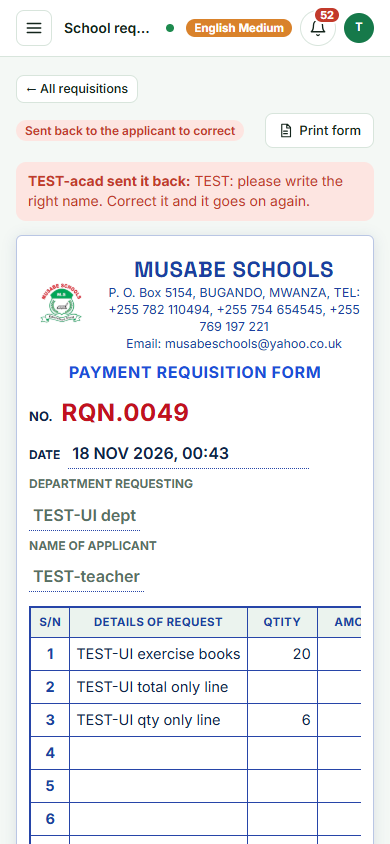 52
School req...
English Medium
T
← All requisitions
Sent back to the applicant to correct
Print form
TEST-acad sent it back: TEST: please write the
right name. Correct it and it goes on again.
MUSABE SCHOOLS
P. O. Box 5154, BUGANDO, MWANZA, TEL:
+255 782 110494, +255 754 654545, +255
769 197 221
Email: musabeschools@yahoo.co.uk
PAYMENT REQUISITION FORM
NO. RQN.0049
DATE 18 NOV 2026, 00:43
DEPARTMENT REQUESTING
TEST-UI dept
NAME OF APPLICANT
TEST-teacher
S/N DETAILS OF REQUEST QTITY AMO
1 TEST-UI exercise books 20
2 TEST-UI total only line
3 TEST-UI qty only line 6
4
5
6